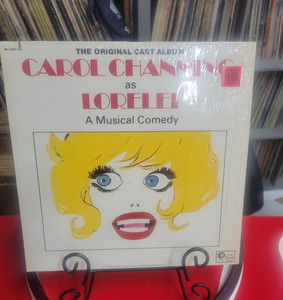 THE ORIGINAL CAST ALBUM
CAROL CHANNING
as
LORELEI
A Musical Comedy